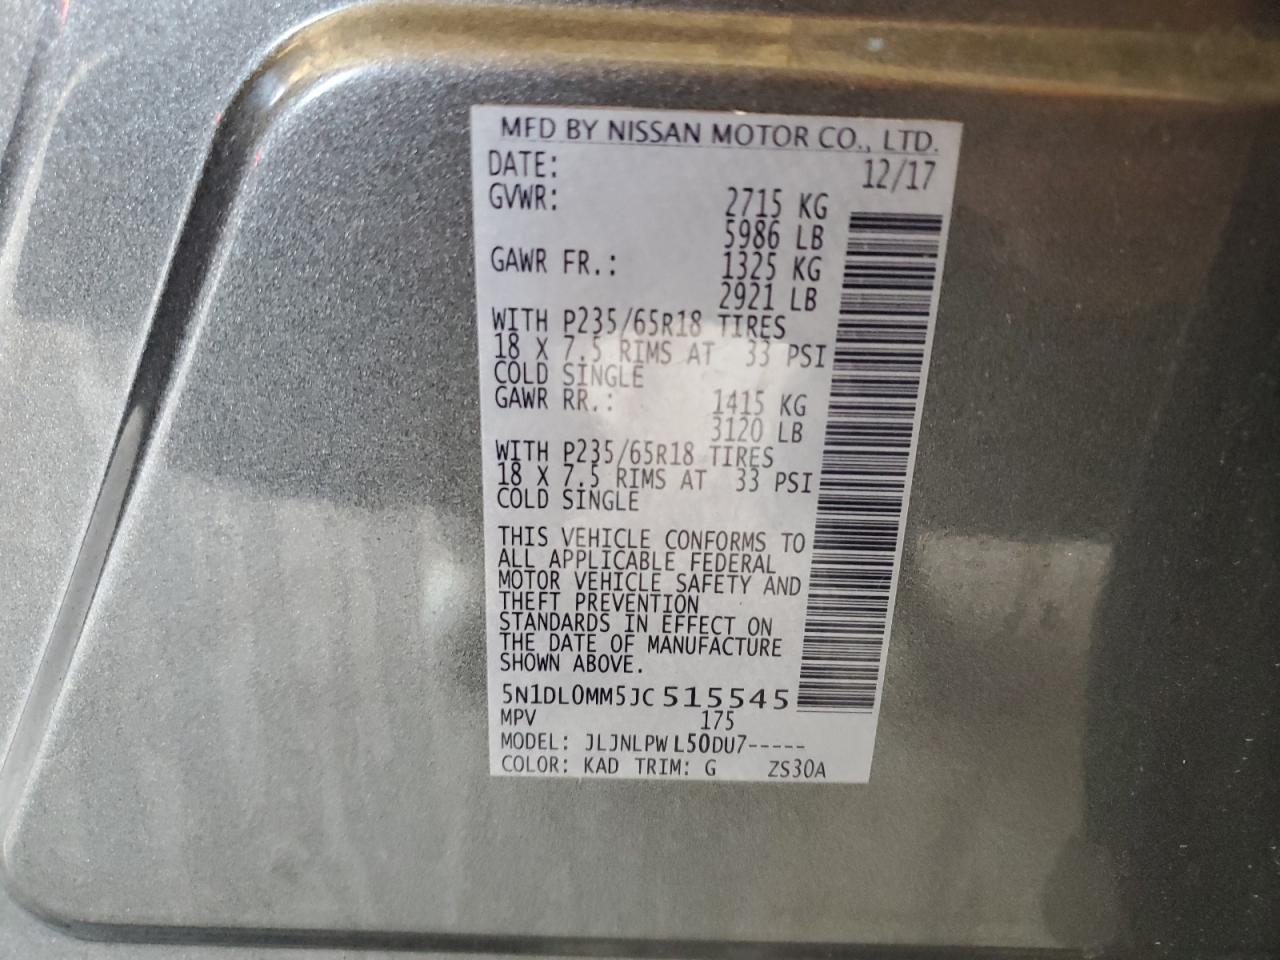 MFD BY NISSAN MOTOR CO., LTD.
DATE: 12/17
GVWR: 2715 KG
5986 LB
GAWR FR.: 1325 KG
2921 LB
WITH P235/65R18 TIRES
18 X 7.5 RIMS AT 33 PSI
COLD SINGLE
GAWR RR.: 1415 KG
3120 LB
WITH P235/65R18 TIRES
18 X 7.5 RIMS AT 33 PSI
COLD SINGLE
THIS VEHICLE CONFORMS TO
ALL APPLICABLE FEDERAL
MOTOR VEHICLE SAFETY AND
THEFT PREVENTION
STANDARDS IN EFFECT ON
THE DATE OF MANUFACTURE
SHOWN ABOVE.
5N1DL0MM5JC515545
MPV 175
MODEL: JLJNLPWL50DU7-----
COLOR: KAD TRIM: G ZS30A